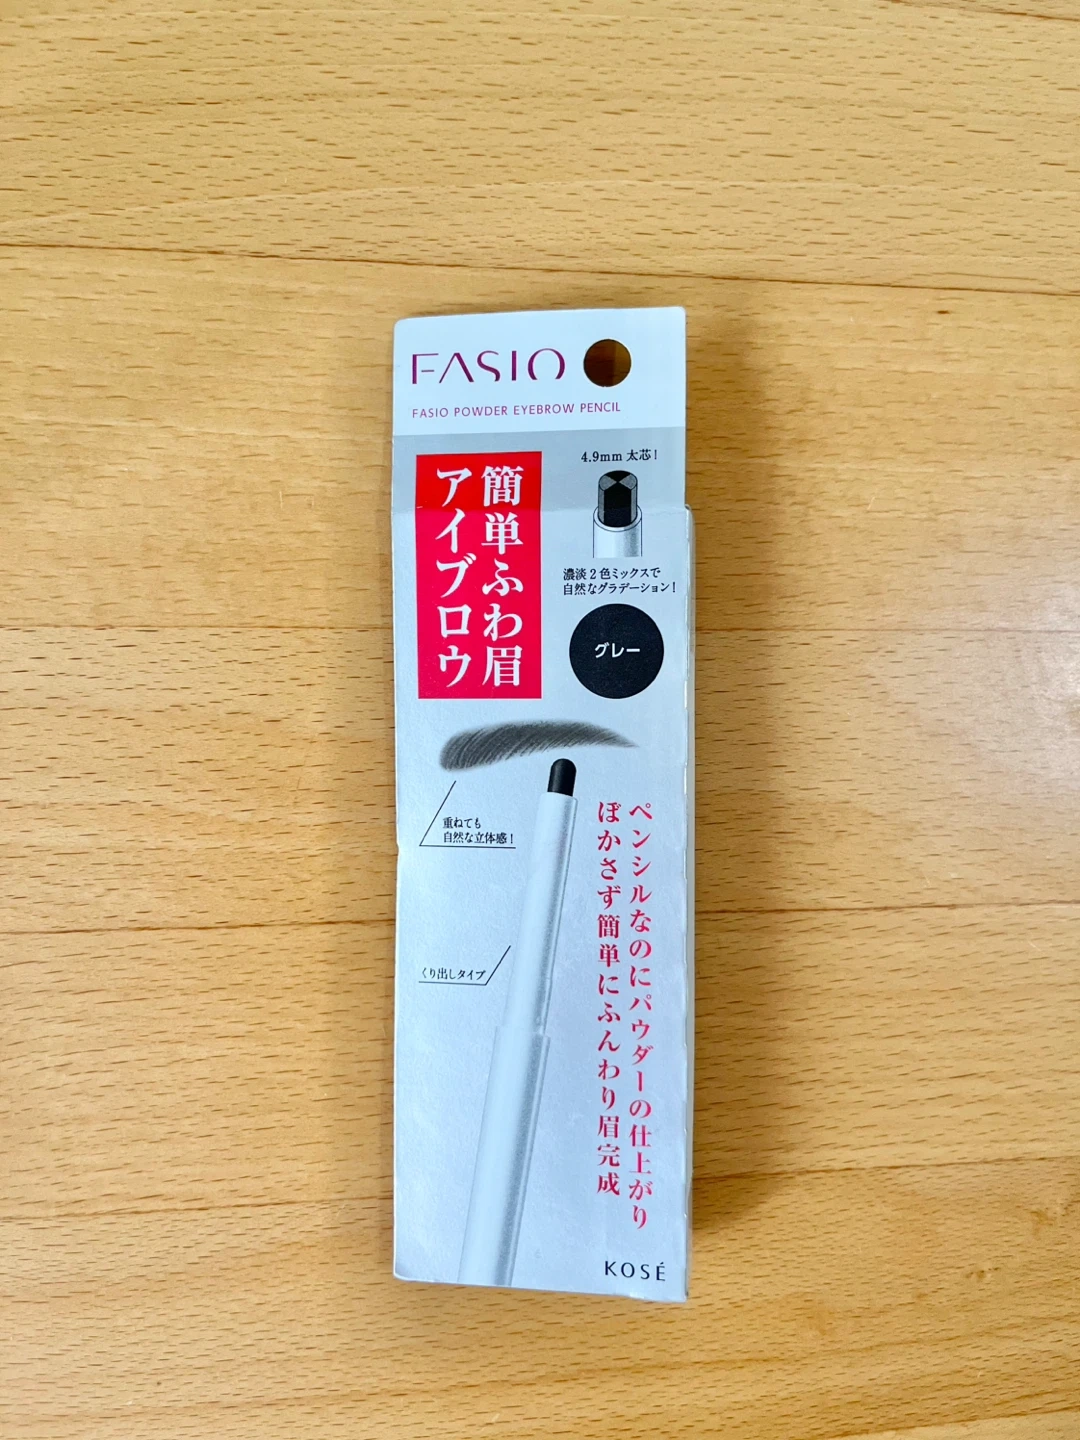 FASIO
FASIO POWDER EYEBROW PENCIL
簡単ふわ眉
アイブロウ
4.9mm 太芯!
濃淡2色ミックスで
自然なグラデーション!
グレー
重ねても
自然な立体感!
くり出しタイプ
ペンシルなのにパウダーの仕上がり
ぼかさず簡単にふんわり眉完成
KOSÉ